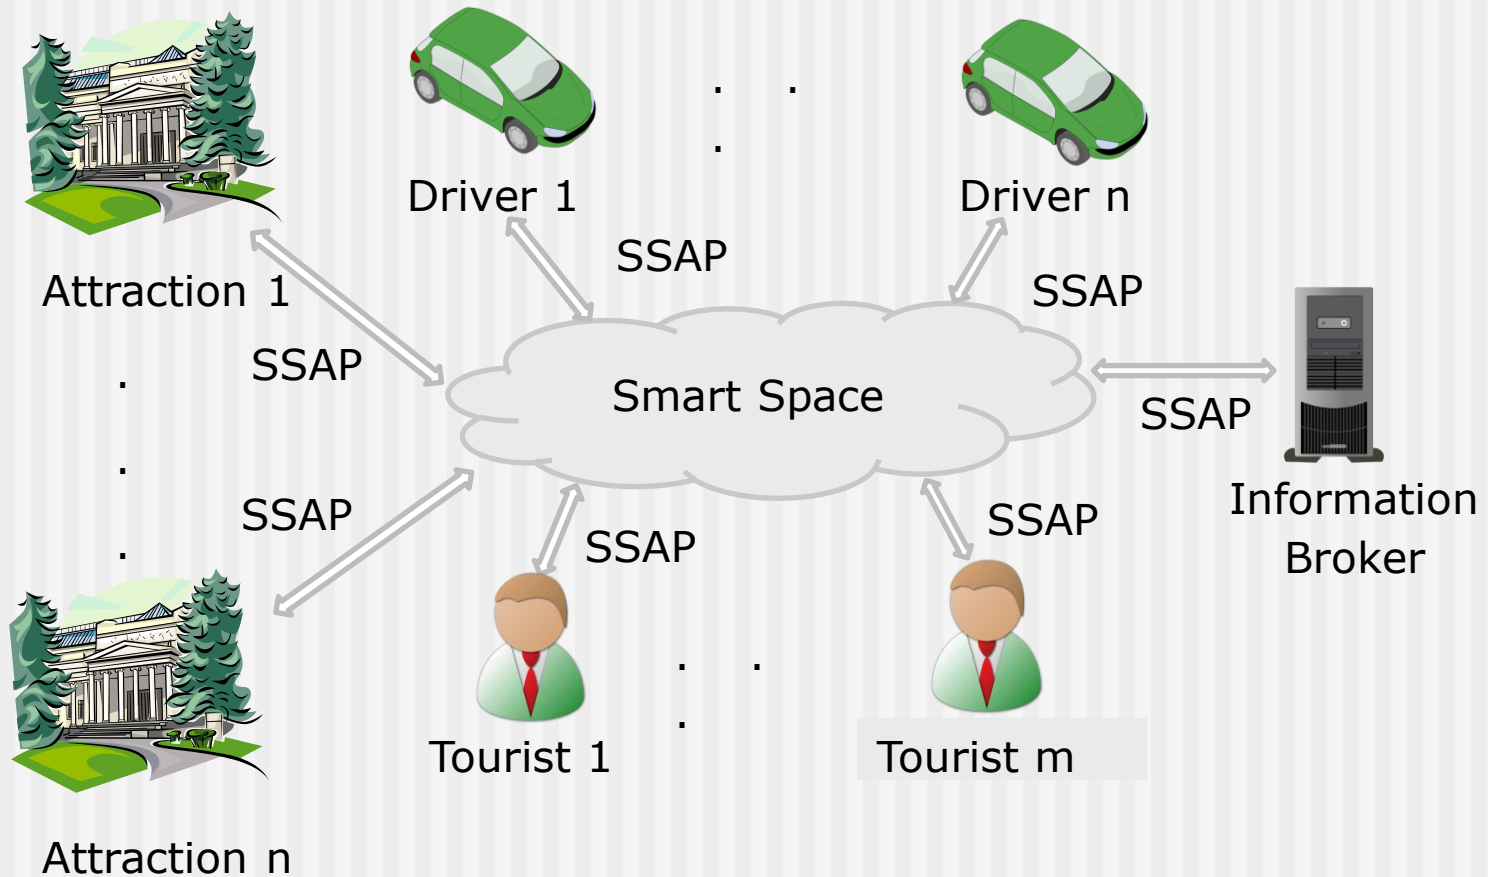 Driver 1
Driver n
SSAP
Attraction 1
SSAP
SSAP
Smart Space
SSAP
SSAP
Information
Broker
SSAP
SSAP
Tourist 1
Tourist m
Attraction n